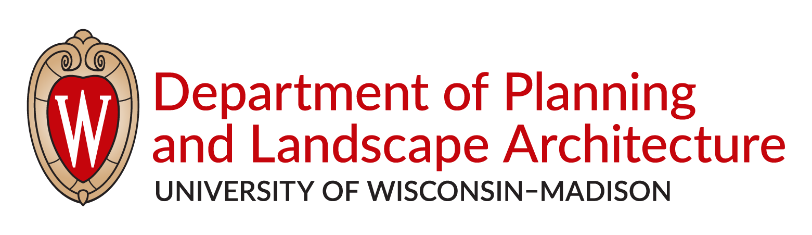 W
Department of Planning
and Landscape Architecture
UNIVERSITY OF WISCONSIN–MADISON